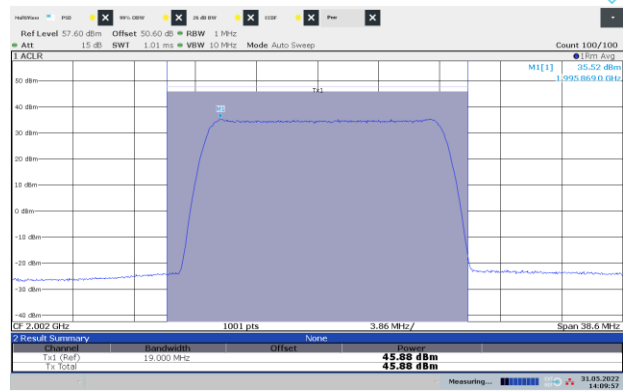 MultiView PSD 99% OBW 26 dB BW CCDF Pwr
Ref Level 57.60 dBm Offset 50.60 dB RBW 1 MHz
Att 15 dB SWT 1.01 ms VBW 10 MHz Mode Auto Sweep Count 100/100
1 ACLR 1Rm Avg
M1[1] 35.52 dBm
1.995 869 0 GHz
50 dBm
Tx1
40 dBm
M1
30 dBm
20 dBm
10 dBm
0 dBm
-10 dBm
-20 dBm
-30 dBm
-40 dBm
CF 2.002 GHz 1001 pts 3.86 MHz/ Span 38.6 MHz
2 Result Summary None
Channel Bandwidth Offset Power
Tx1 (Ref) 19.000 MHz 45.88 dBm
Tx Total 45.88 dBm
Measuring... 31.05.2022
14:09:57